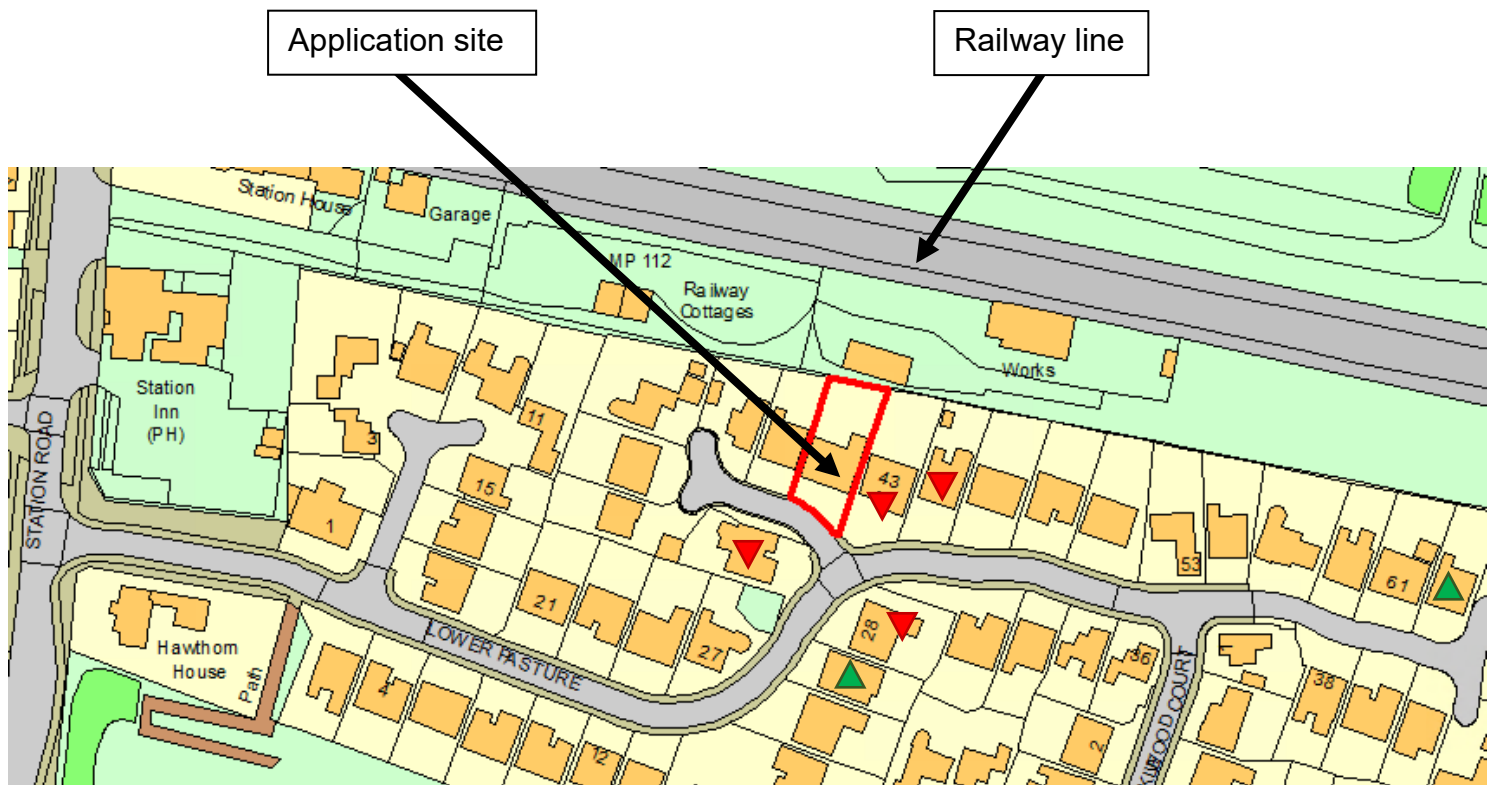 Application site
Railway line
Station House
Garage
MP 112
Railway
Cottages
Works
Station
Inn
(PH)
STATION ROAD
3
11
15
1
43
53
61
21
27
28
36
38
LOWER PASTURE
Hawthorn
House
Path
4
12
2
COURT